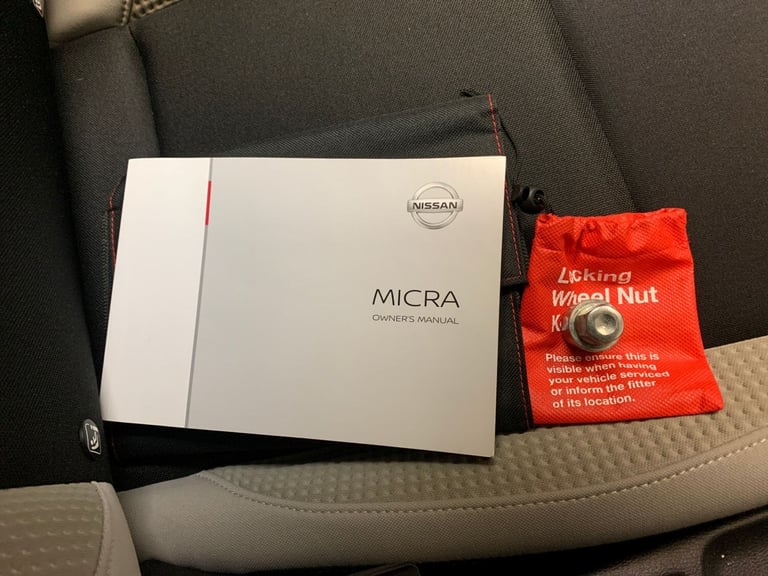 NISSAN
MICRA
OWNER'S MANUAL
Locking
Wheel Nut
Please ensure this is
visible when having
your vehicle serviced
or inform the fitter
of its location.